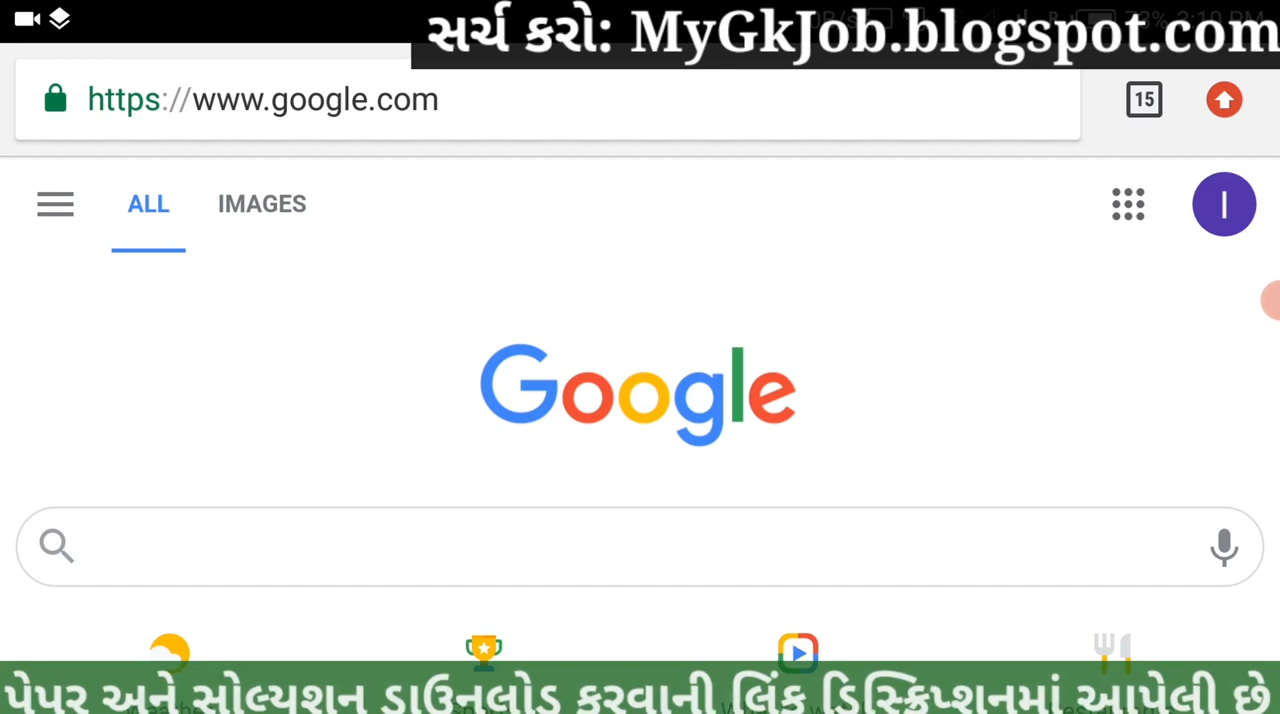 સર્ચ કરો: MyGkJob.blogspot.com
https://www.google.com
15
ALL IMAGES
I
Google
પેપર અને સોલ્યુશન ડાઉનલોડ કરવાની લિંક ડિસ્ક્રિપ્શનમાં આપેલી છે